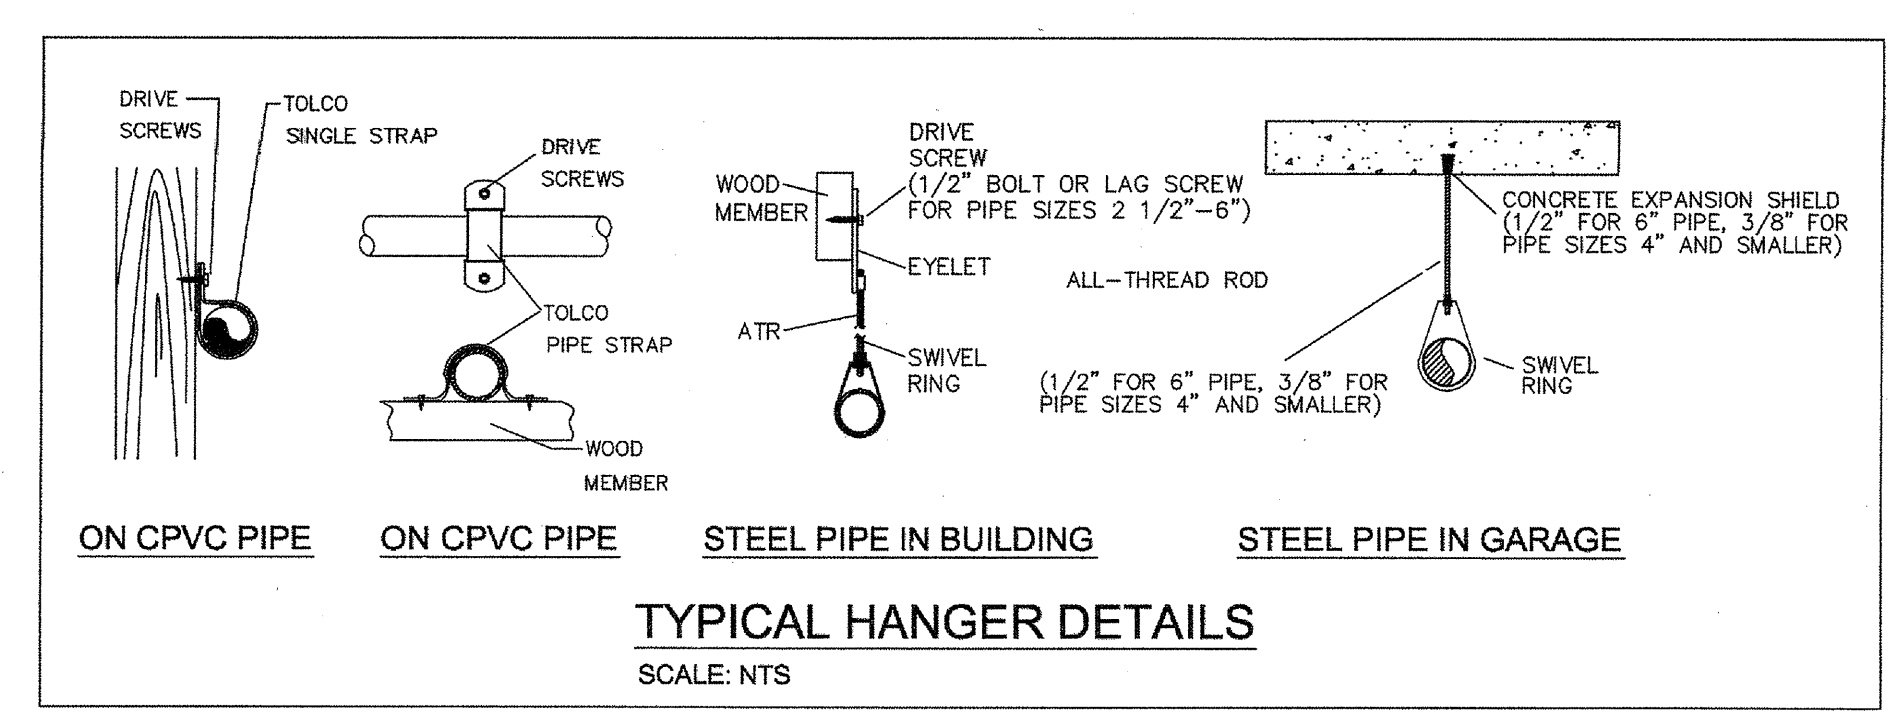 DRIVE
SCREWS
TOLCO
SINGLE STRAP
ON CPVC PIPE
DRIVE
SCREWS
TOLCO
PIPE STRAP
WOOD
MEMBER
ON CPVC PIPE
WOOD
MEMBER
DRIVE
SCREW
(1/2" BOLT OR LAG SCREW
FOR PIPE SIZES 2 1/2"-6")
EYELET
ATR
SWIVEL
RING
STEEL PIPE IN BUILDING
ALL-THREAD ROD
(1/2" FOR 6" PIPE, 3/8" FOR
PIPE SIZES 4" AND SMALLER)
CONCRETE EXPANSION SHIELD
(1/2" FOR 6" PIPE, 3/8" FOR
PIPE SIZES 4" AND SMALLER)
SWIVEL
RING
STEEL PIPE IN GARAGE
TYPICAL HANGER DETAILS
SCALE: NTS